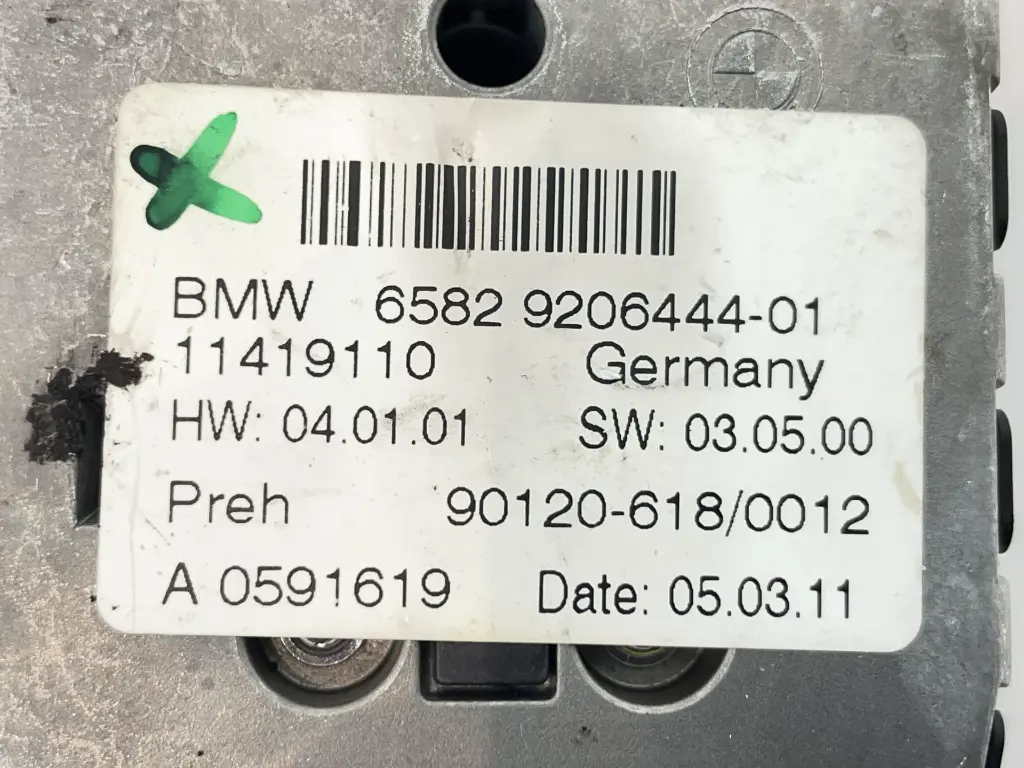 BMW 6582 9206444-01
11419110 Germany
HW: 04.01.01 SW: 03.05.00
Preh 90120-618/0012
A 0591619 Date: 05.03.11